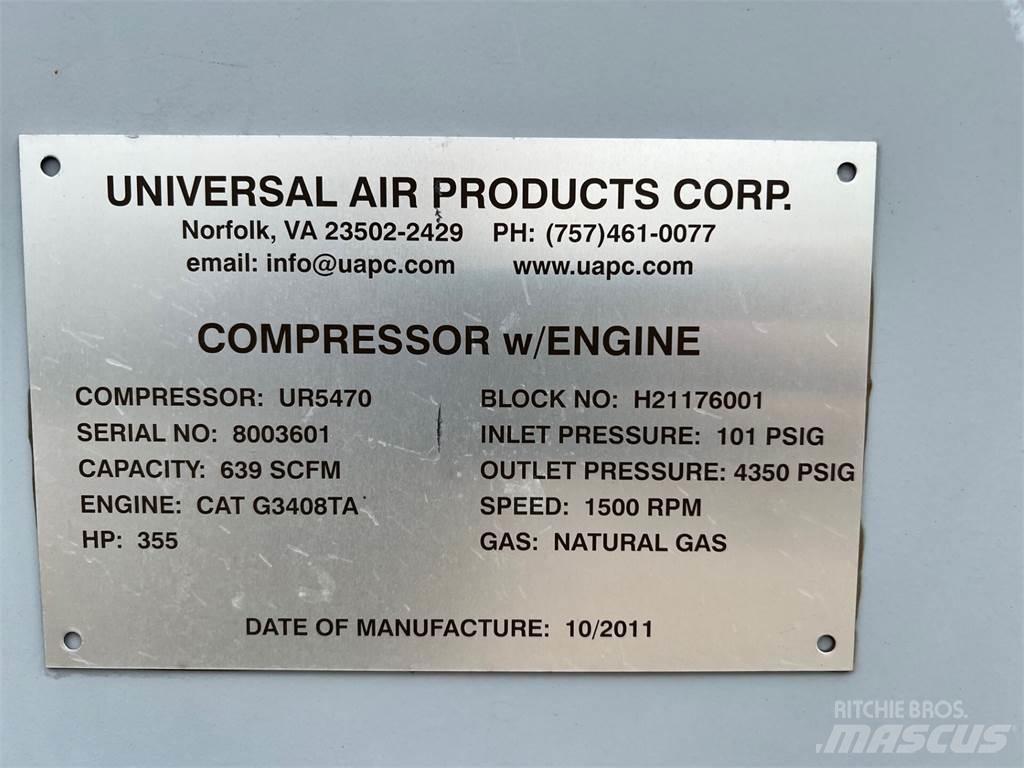 UNIVERSAL AIR PRODUCTS CORP.
Norfolk, VA 23502-2429 PH: (757)461-0077
email: info@uapc.com www.uapc.com
COMPRESSOR w/ENGINE
COMPRESSOR: UR5470 BLOCK NO: H21176001
SERIAL NO: 8003601 INLET PRESSURE: 101 PSIG
CAPACITY: 639 SCFM OUTLET PRESSURE: 4350 PSIG
ENGINE: CAT G3408TA SPEED: 1500 RPM
HP: 355 GAS: NATURAL GAS
DATE OF MANUFACTURE: 10/2011
RITCHIE BROS.
MASCUS